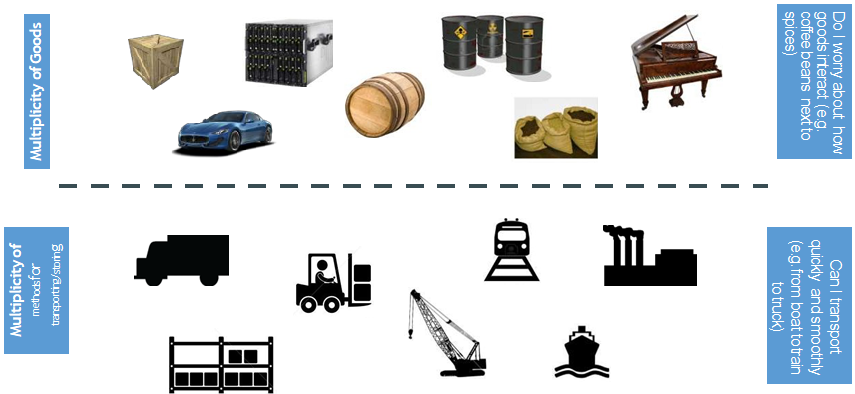 Multiplicity of Goods
Do I worry about how
goods interact (e.g.
coffee beans next to
spices)
Multiplicity of
methods for
transporting/storing
Can I transport
quickly and smoothly
(e.g. from boat to train
to truck)